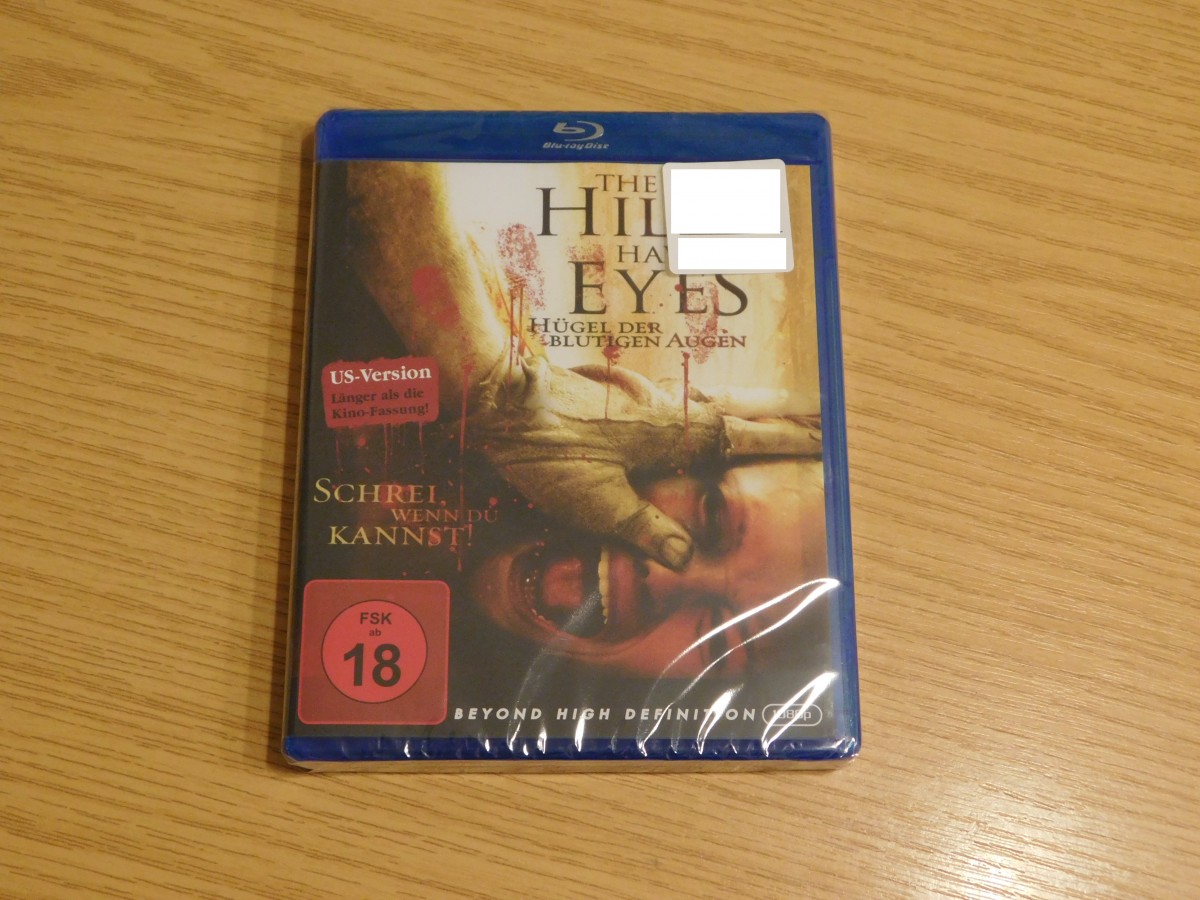 Blu-ray Disc
THE
HIL
HA
EYES
HÜGEL DER
BLUTIGEN AUGEN
US-Version
Länger als die
Kino-Fassung!
SCHREI,
WENN DU
KANNST!
FSK
ab
18
BEYOND HIGH DEFINITION 1080p